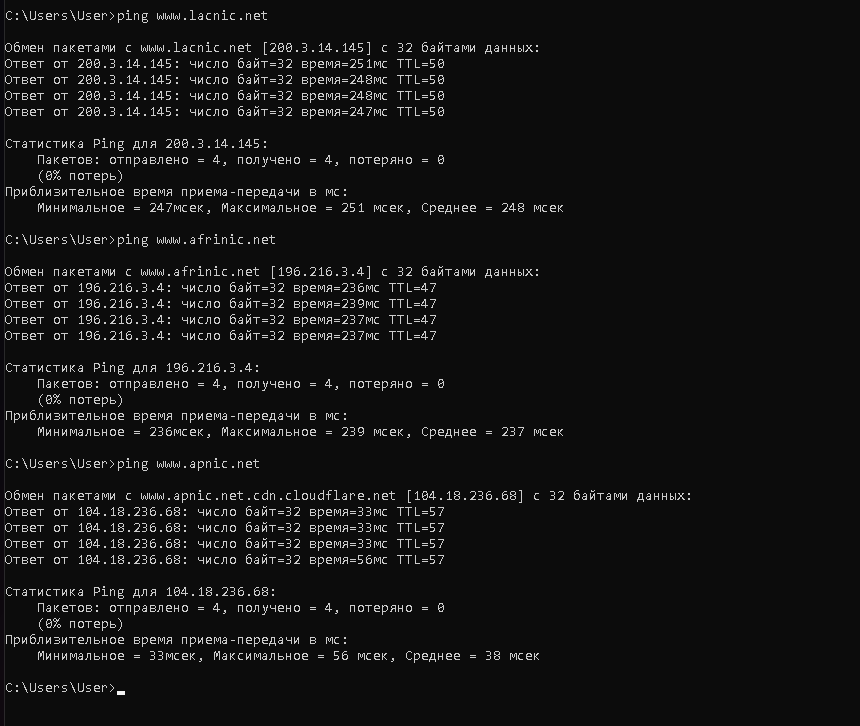 C:\Users\User>ping www.lacnic.net
Обмен пакетами с www.lacnic.net [200.3.14.145] с 32 байтами данных:
Ответ от 200.3.14.145: число байт=32 время=251мс TTL=50
Ответ от 200.3.14.145: число байт=32 время=248мс TTL=50
Ответ от 200.3.14.145: число байт=32 время=248мс TTL=50
Ответ от 200.3.14.145: число байт=32 время=247мс TTL=50
Статистика Ping для 200.3.14.145:
    Пакетов: отправлено = 4, получено = 4, потеряно = 0
    (0% потерь)
Приблизительное время приема-передачи в мс:
    Минимальное = 247мсек, Максимальное = 251 мсек, Среднее = 248 мсек
C:\Users\User>ping www.afrinic.net
Обмен пакетами с www.afrinic.net [196.216.3.4] с 32 байтами данных:
Ответ от 196.216.3.4: число байт=32 время=236мс TTL=47
Ответ от 196.216.3.4: число байт=32 время=239мс TTL=47
Ответ от 196.216.3.4: число байт=32 время=237мс TTL=47
Ответ от 196.216.3.4: число байт=32 время=237мс TTL=47
Статистика Ping для 196.216.3.4:
    Пакетов: отправлено = 4, получено = 4, потеряно = 0
    (0% потерь)
Приблизительное время приема-передачи в мс:
    Минимальное = 236мсек, Максимальное = 239 мсек, Среднее = 237 мсек
C:\Users\User>ping www.apnic.net
Обмен пакетами с www.apnic.net.cdn.cloudflare.net [104.18.236.68] с 32 байтами данных:
Ответ от 104.18.236.68: число байт=32 время=33мс TTL=57
Ответ от 104.18.236.68: число байт=32 время=33мс TTL=57
Ответ от 104.18.236.68: число байт=32 время=33мс TTL=57
Ответ от 104.18.236.68: число байт=32 время=56мс TTL=57
Статистика Ping для 104.18.236.68:
    Пакетов: отправлено = 4, получено = 4, потеряно = 0
    (0% потерь)
Приблизительное время приема-передачи в мс:
    Минимальное = 33мсек, Максимальное = 56 мсек, Среднее = 38 мсек
C:\Users\User>